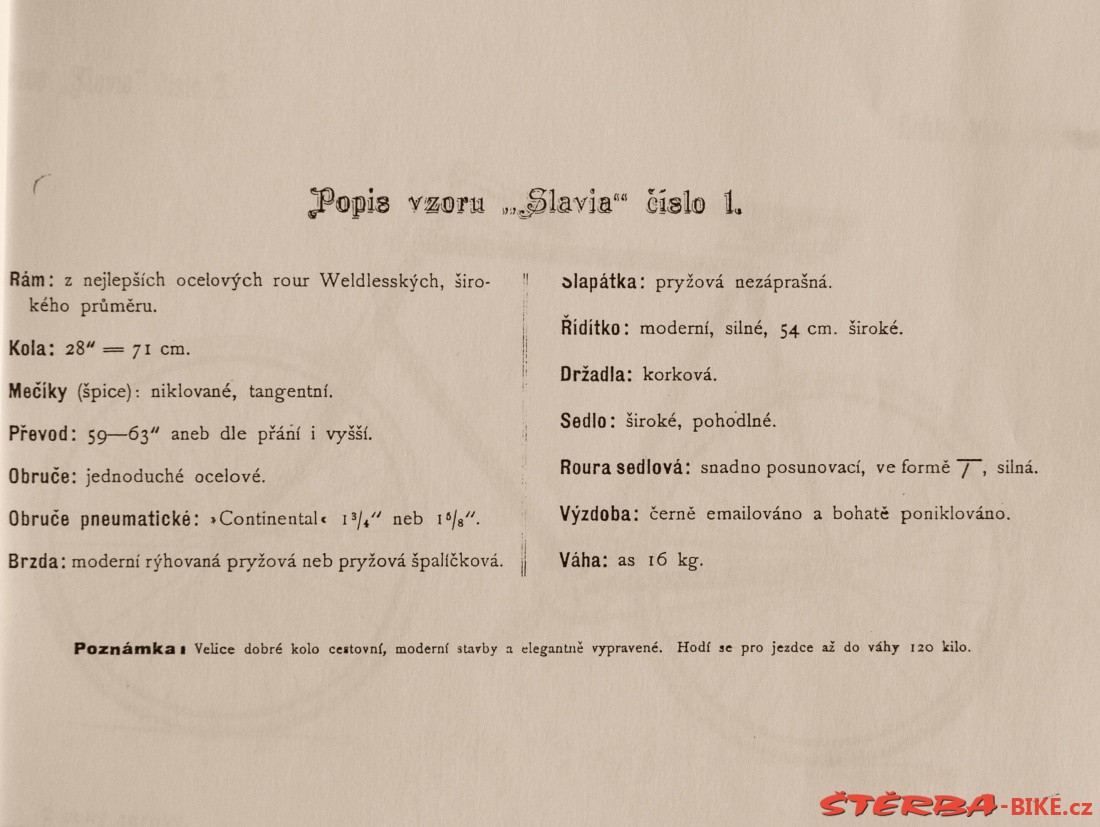 Popis vzoru „„Slavia““ číslo 1.
Rám: z nejlepších ocelových rour Weldlesských, širo-
kého průměru.
Kola: 28" = 71 cm.
Mečíky (špice): niklované, tangentní.
Převod: 59—63" aneb dle přání i vyšší.
Obruče: jednoduché ocelové.
Obruče pneumatické: »Continental« 1 3/4" neb 1 5/8".
Brzda: moderní rýhovaná pryžová neb pryžová špalíčková.
Šlapátka: pryžová nezáprašná.
Řídítko: moderní, silné, 54 cm. široké.
Držadla: korková.
Sedlo: široké, pohodlné.
Roura sedlová: snadno posunovací, ve formě T, silná.
Výzdoba: černě emailováno a bohatě poniklováno.
Váha: as 16 kg.
Poznámka: Velice dobré kolo cestovní, moderní stavby a elegantně vypravené. Hodí se pro jezdce až do váhy 120 kilo.
ŠTĚRBA-BIKE.cz